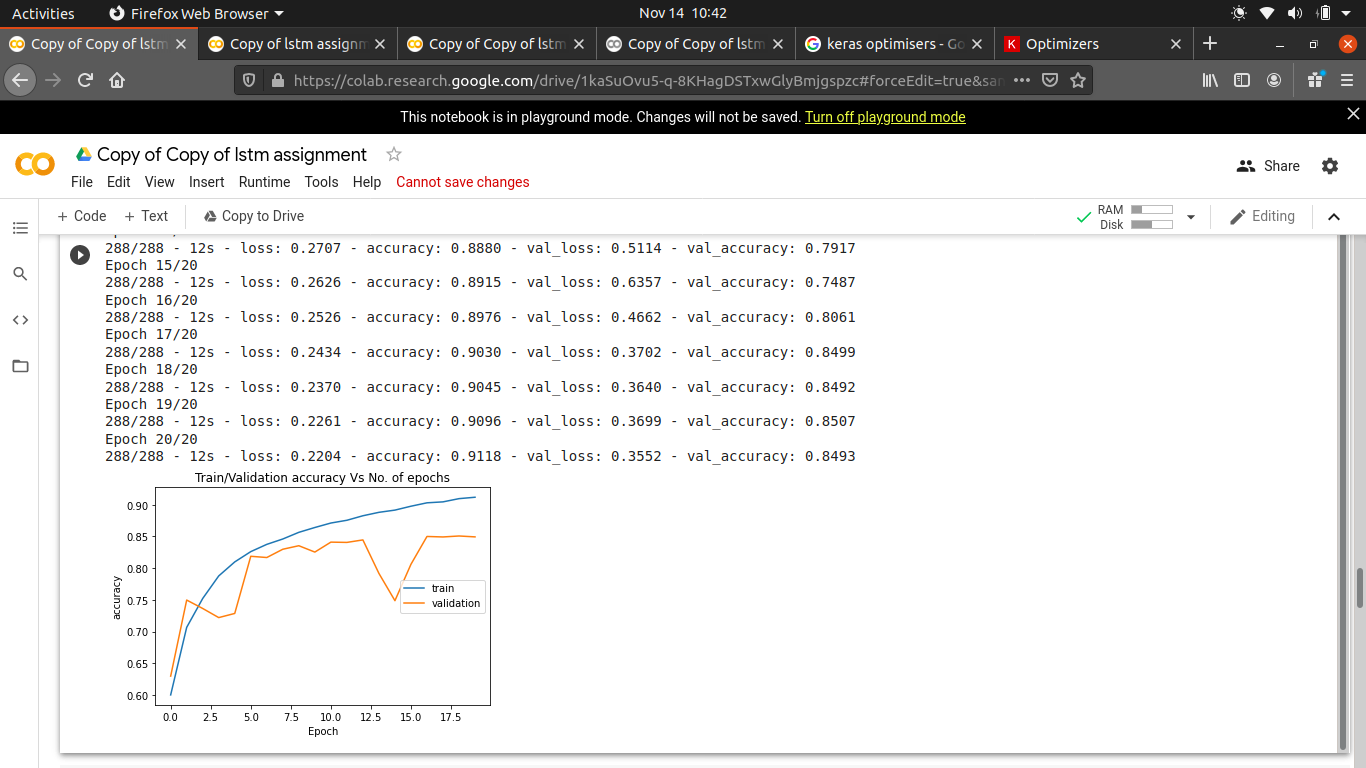 Activities
Firefox Web Browser
Nov 14 10:42
Copy of Copy of lstm
Copy of lstm assignm
Copy of Copy of lstm
Copy of Copy of lstm
keras optimisers - Go
K Optimizers
https://colab.research.google.com/drive/1kaSuOvu5-q-8KHagDSTxwGlyBmjgspzc#forceEdit=true&san
This notebook is in playground mode. Changes will not be saved. Turn off playground mode
CO
Copy of Copy of lstm assignment
Share
File Edit View Insert Runtime Tools Help Cannot save changes
+ Code + Text Copy to Drive
RAM
Disk
Editing
288/288 - 12s - loss: 0.2707 - accuracy: 0.8880 - val_loss: 0.5114 - val_accuracy: 0.7917
Epoch 15/20
288/288 - 12s - loss: 0.2626 - accuracy: 0.8915 - val_loss: 0.6357 - val_accuracy: 0.7487
Epoch 16/20
288/288 - 12s - loss: 0.2526 - accuracy: 0.8976 - val_loss: 0.4662 - val_accuracy: 0.8061
Epoch 17/20
288/288 - 12s - loss: 0.2434 - accuracy: 0.9030 - val_loss: 0.3702 - val_accuracy: 0.8499
Epoch 18/20
288/288 - 12s - loss: 0.2370 - accuracy: 0.9045 - val_loss: 0.3640 - val_accuracy: 0.8492
Epoch 19/20
288/288 - 12s - loss: 0.2261 - accuracy: 0.9096 - val_loss: 0.3699 - val_accuracy: 0.8507
Epoch 20/20
288/288 - 12s - loss: 0.2204 - accuracy: 0.9118 - val_loss: 0.3552 - val_accuracy: 0.8493
Train/Validation accuracy Vs No. of epochs
0.90
0.85
0.80
0.75
0.70
0.65
0.60
accuracy
train
validation
0.0 2.5 5.0 7.5 10.0 12.5 15.0 17.5
Epoch